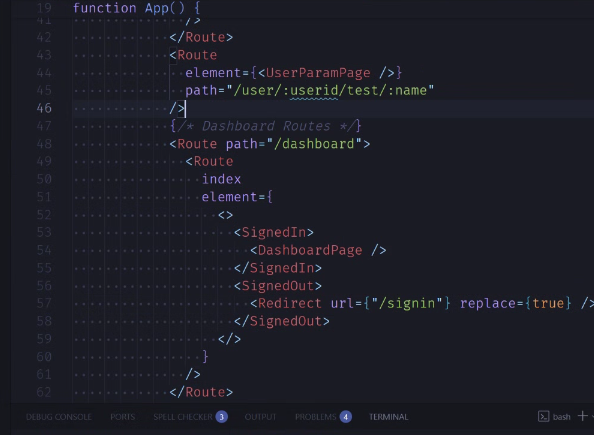 19 function App() {
41 />
42 </Route>
43 <Route
44 element={<UserParamPage />}
45 path="/user/:userid/test/:name"
46 />
47 {/* Dashboard Routes */}
48 <Route path="/dashboard">
49 <Route
50 index
51 element={
52 <>
53 <SignedIn>
54 <DashboardPage />
55 </SignedIn>
56 <SignedOut>
57 <Redirect url={"/signin"} replace={true} />
58 </SignedOut>
59 </>
60 }
61 />
62 </Route>
DEBUG CONSOLE PORTS SPELL CHECKER 3 OUTPUT PROBLEMS 4 TERMINAL bash